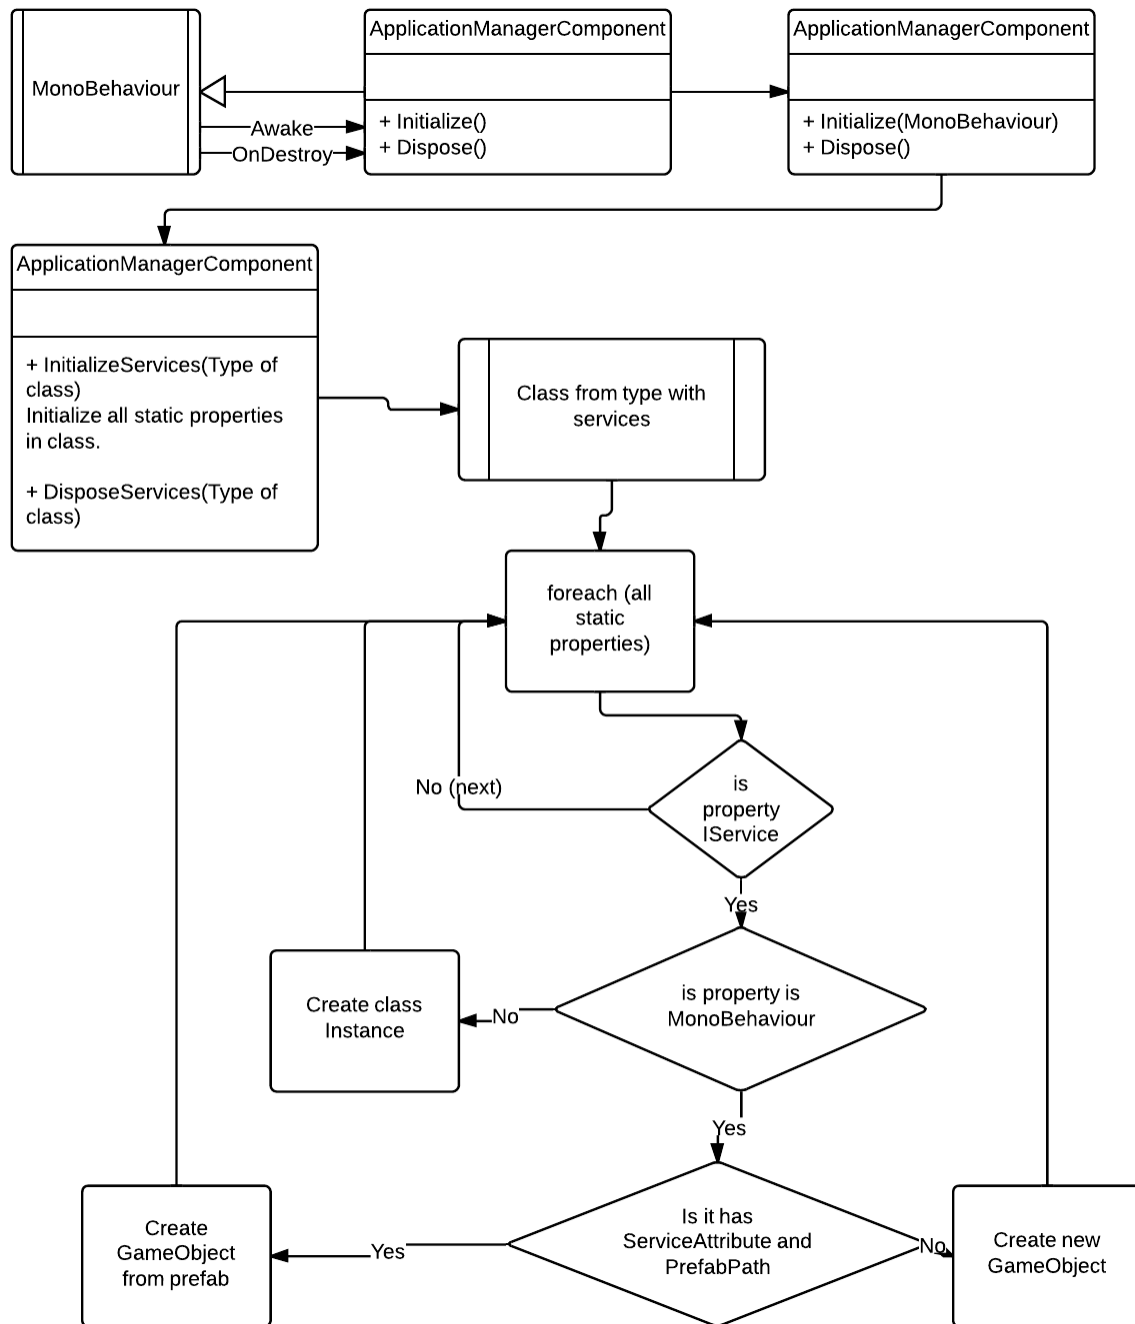 MonoBehaviour
Awake
OnDestroy
ApplicationManagerComponent
+ Initialize()
+ Dispose()
ApplicationManagerComponent
+ Initialize(MonoBehaviour)
+ Dispose()
ApplicationManagerComponent
+ InitializeServices(Type of
class)
Initialize all static properties
in class.
+ DisposeServices(Type of
class)
Class from type with
services
foreach (all
static
properties)
No (next)
is
property
IService
Yes
Create class
Instance
No
is property is
MonoBehaviour
Yes
Create
GameObject
from prefab
Yes
Is it has
ServiceAttribute and
PrefabPath
No
Create new
GameObject